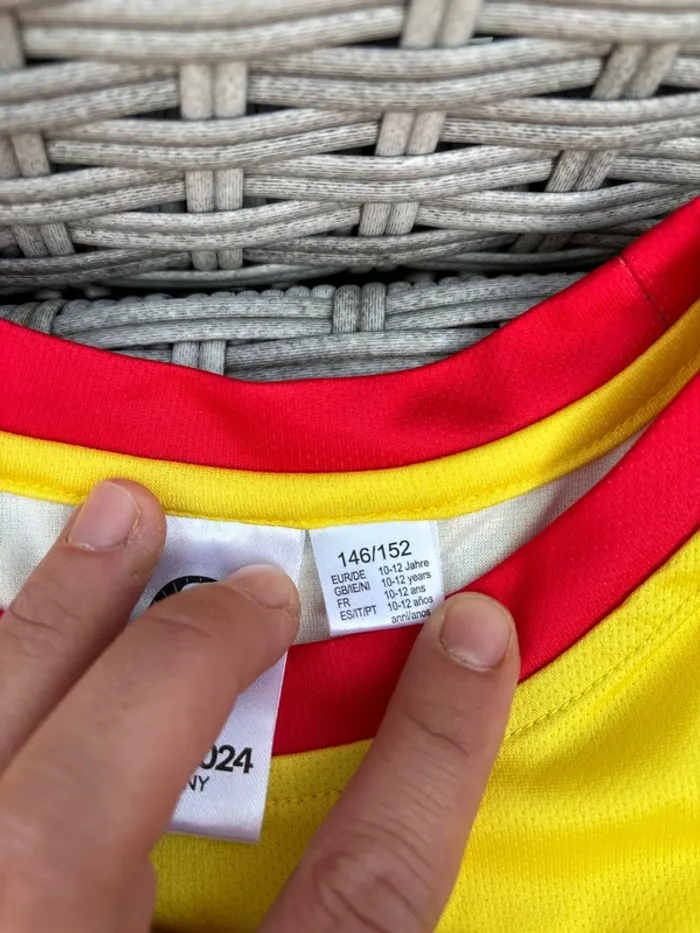 146/152
EUR/DE 10-12 Jahre
GB/IE/NI 10-12 years
FR 10-12 ans
ES/IT/PT 10-12 años
anni/anos
024
NY